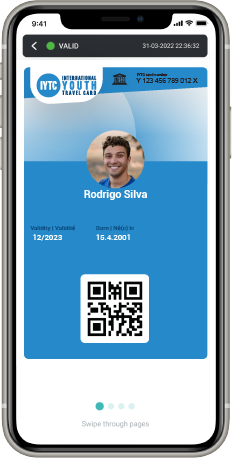 9:41
VALID
31-03-2022 22:36:32
IYTC
INTERNATIONAL
YOUTH
TRAVEL CARD
Y 123 456 789 012 X
Rodrigo Silva
Validity | Validité
12/2023
Born | Né(e) le
15.4.2001
Swipe through pages